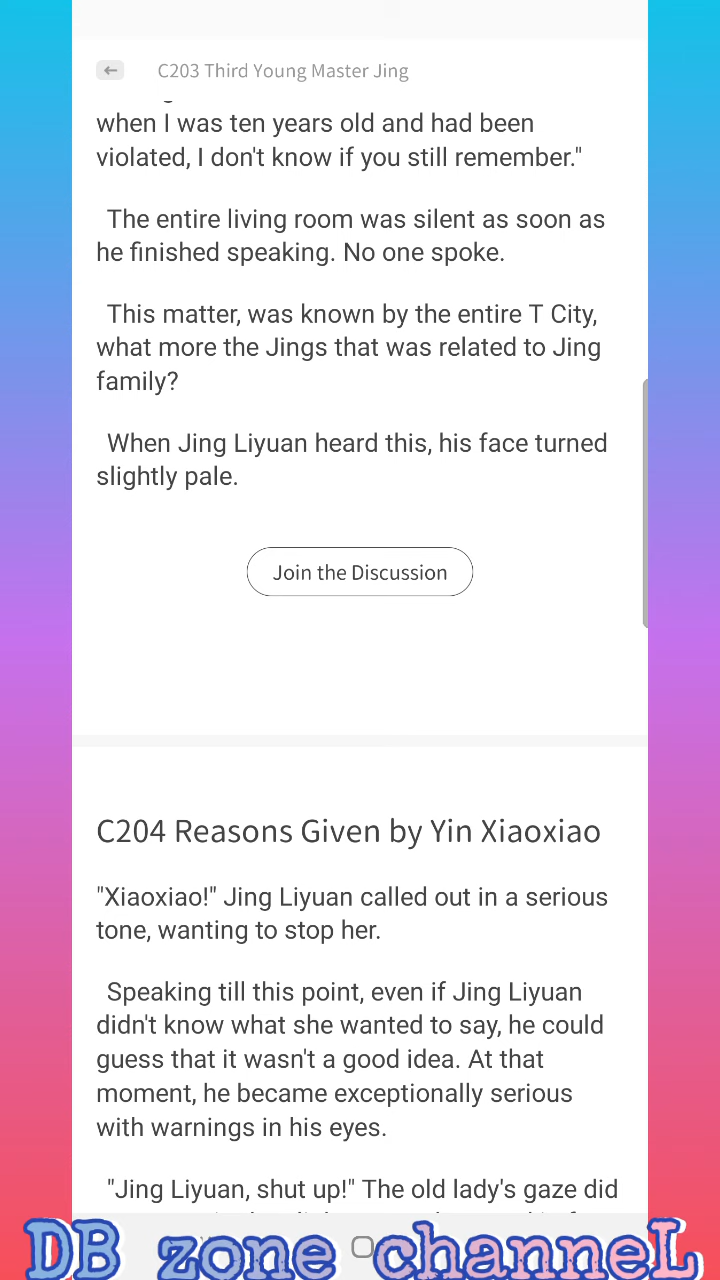 C203 Third Young Master Jing
when I was ten years old and had been
violated, I don't know if you still remember."
The entire living room was silent as soon as
he finished speaking. No one spoke.
This matter, was known by the entire T City,
what more the Jings that was related to Jing
family?
When Jing Liyuan heard this, his face turned
slightly pale.
Join the Discussion
C204 Reasons Given by Yin Xiaoxiao
"Xiaoxiao!" Jing Liyuan called out in a serious
tone, wanting to stop her.
Speaking till this point, even if Jing Liyuan
didn't know what she wanted to say, he could
guess that it wasn't a good idea. At that
moment, he became exceptionally serious
with warnings in his eyes.
"Jing Liyuan, shut up!" The old lady's gaze did
DB zone channeL